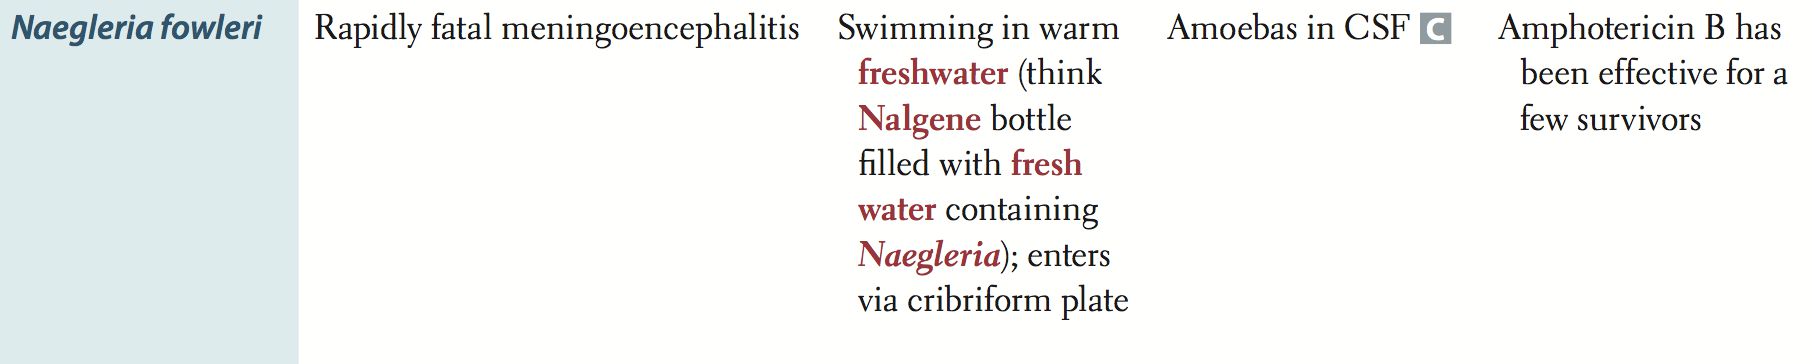 Naegleria fowleri
Rapidly fatal meningoencephalitis
Swimming in warm
freshwater (think
Nalgene bottle
filled with fresh
water containing
Naegleria); enters
via cribriform plate
Amoebas in CSF C
Amphotericin B has
been effective for a
few survivors